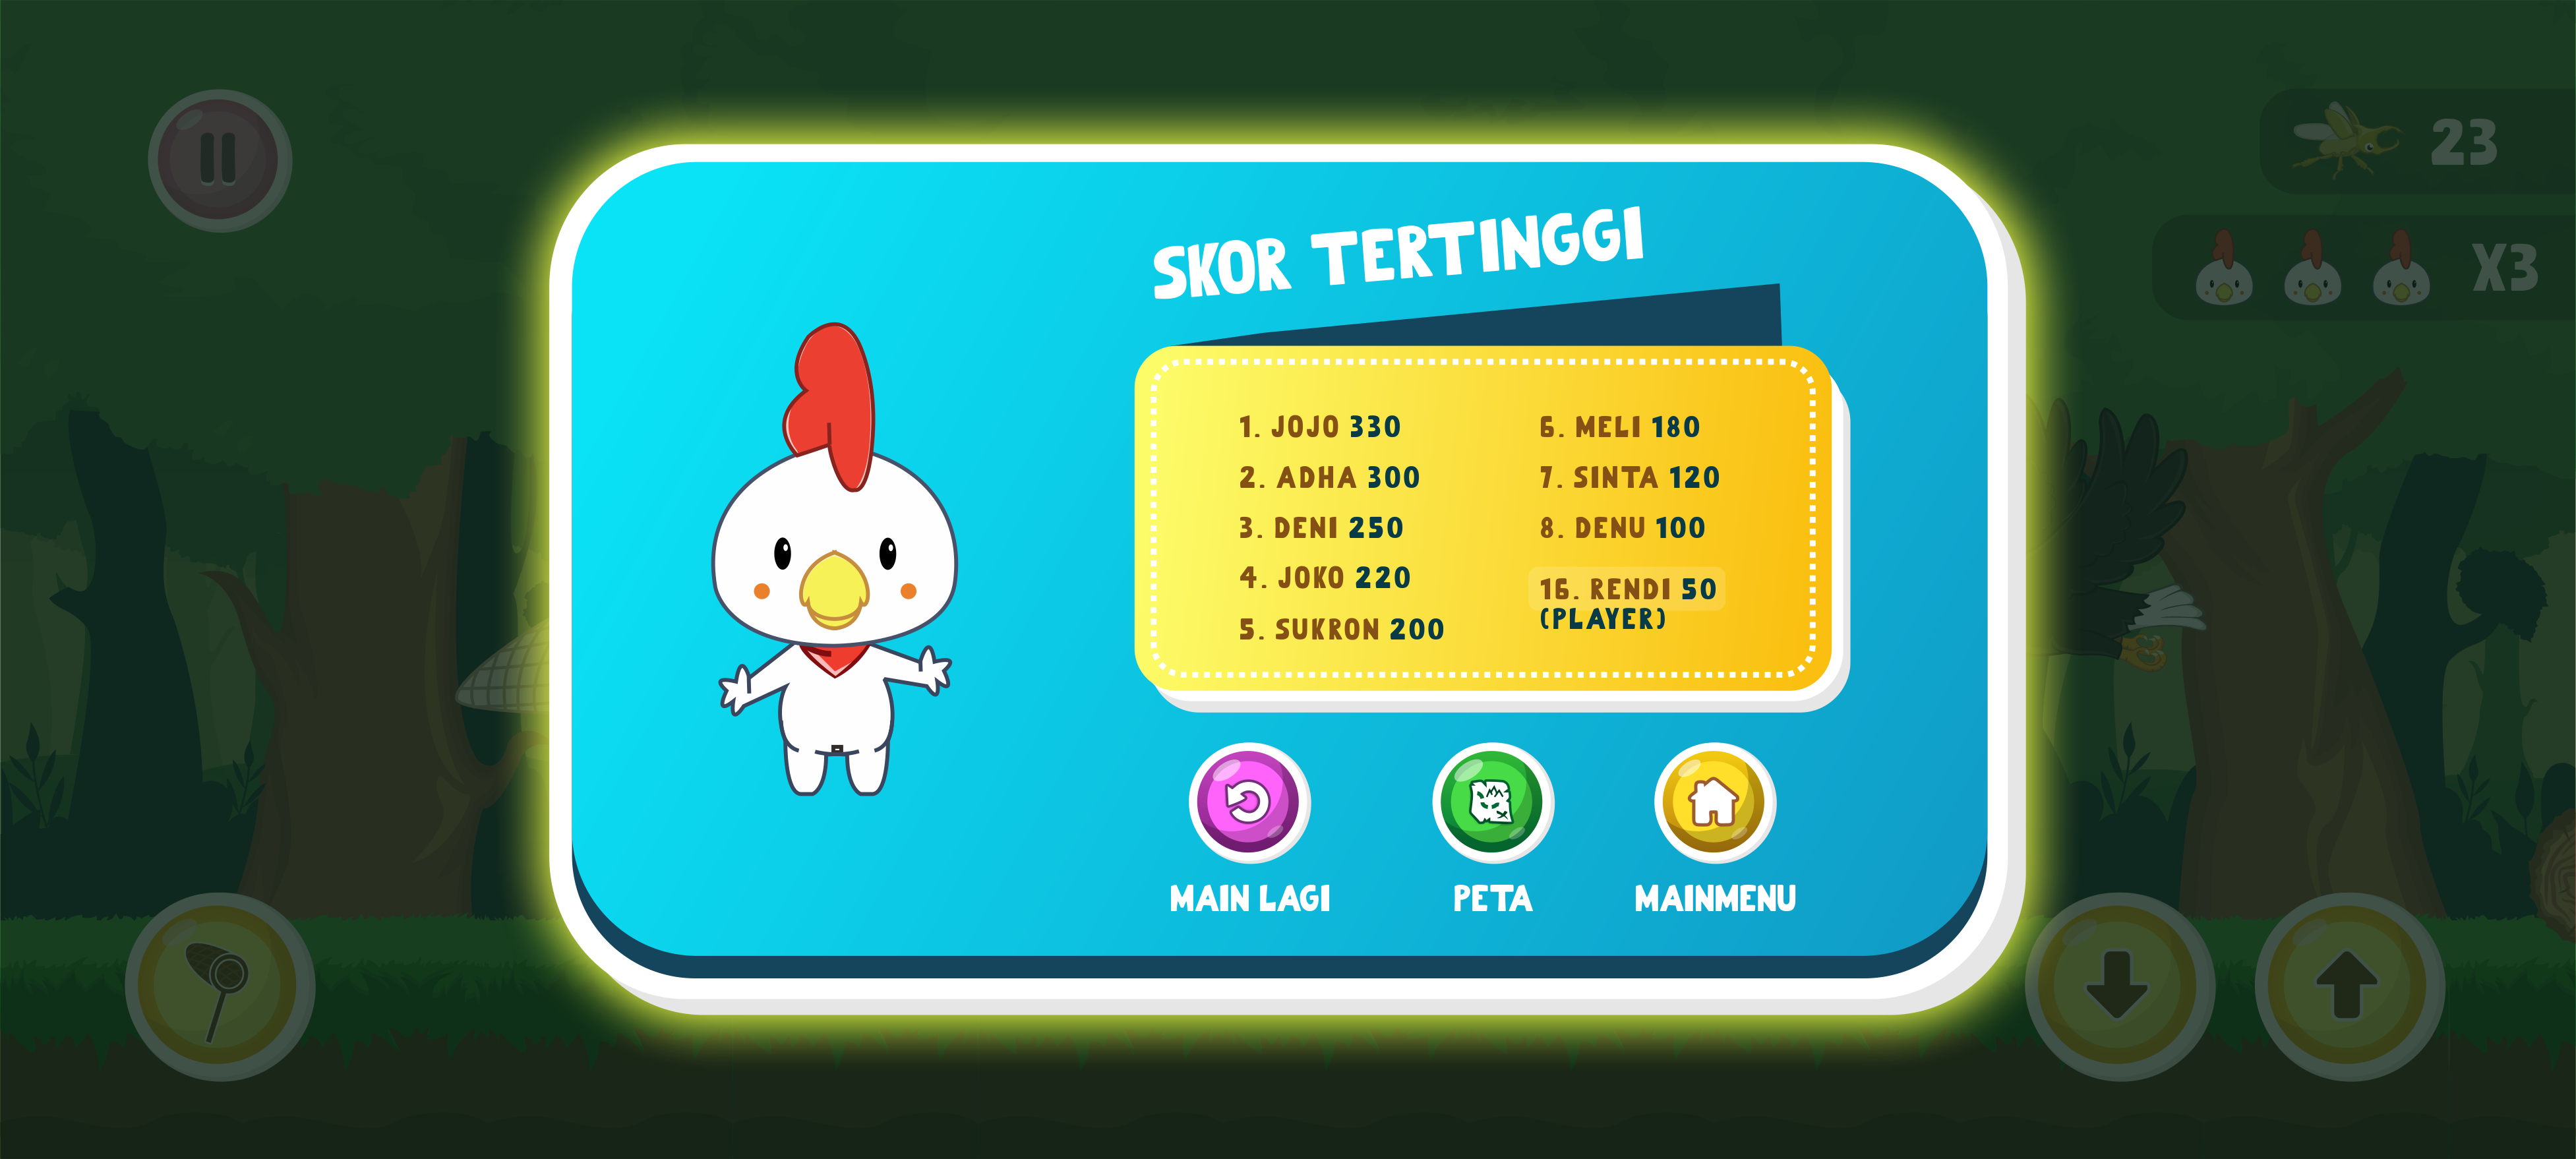 23
X3
SKOR TERTINGGI
1. JOJO 330
2. ADHA 300
3. DENI 250
4. JOKO 220
5. SUKRON 200
6. MELI 180
7. SINTA 120
8. DENU 100
16. RENDI 50
(PLAYER)
MAIN LAGI
PETA
MAINMENU